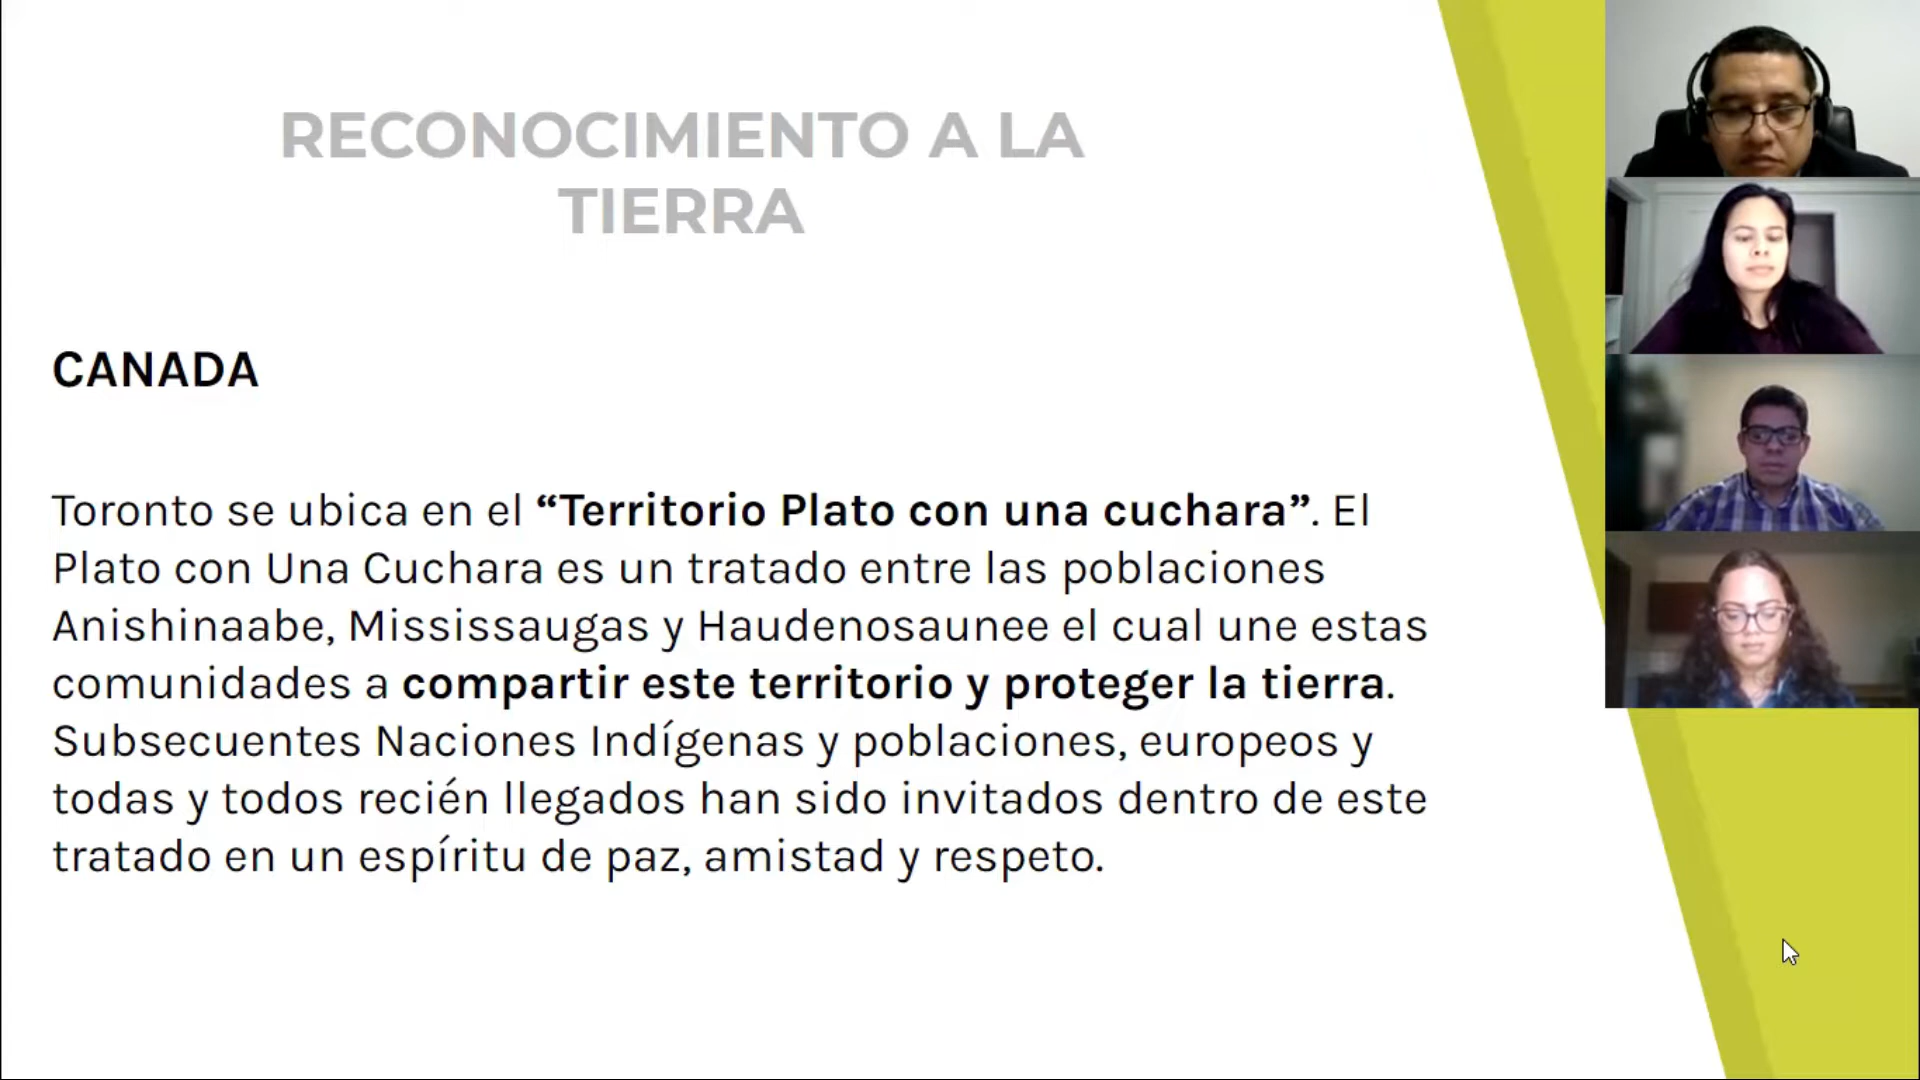 RECONOCIMIENTO A LA
TIERRA
CANADA
Toronto se ubica en el “Territorio Plato con una cuchara”. El
Plato con Una Cuchara es un tratado entre las poblaciones
Anishinaabe, Mississaugas y Haudenosaunee el cual une estas
comunidades a compartir este territorio y proteger la tierra.
Subsecuentes Naciones Indígenas y poblaciones, europeos y
todas y todos recién llegados han sido invitados dentro de este
tratado en un espíritu de paz, amistad y respeto.